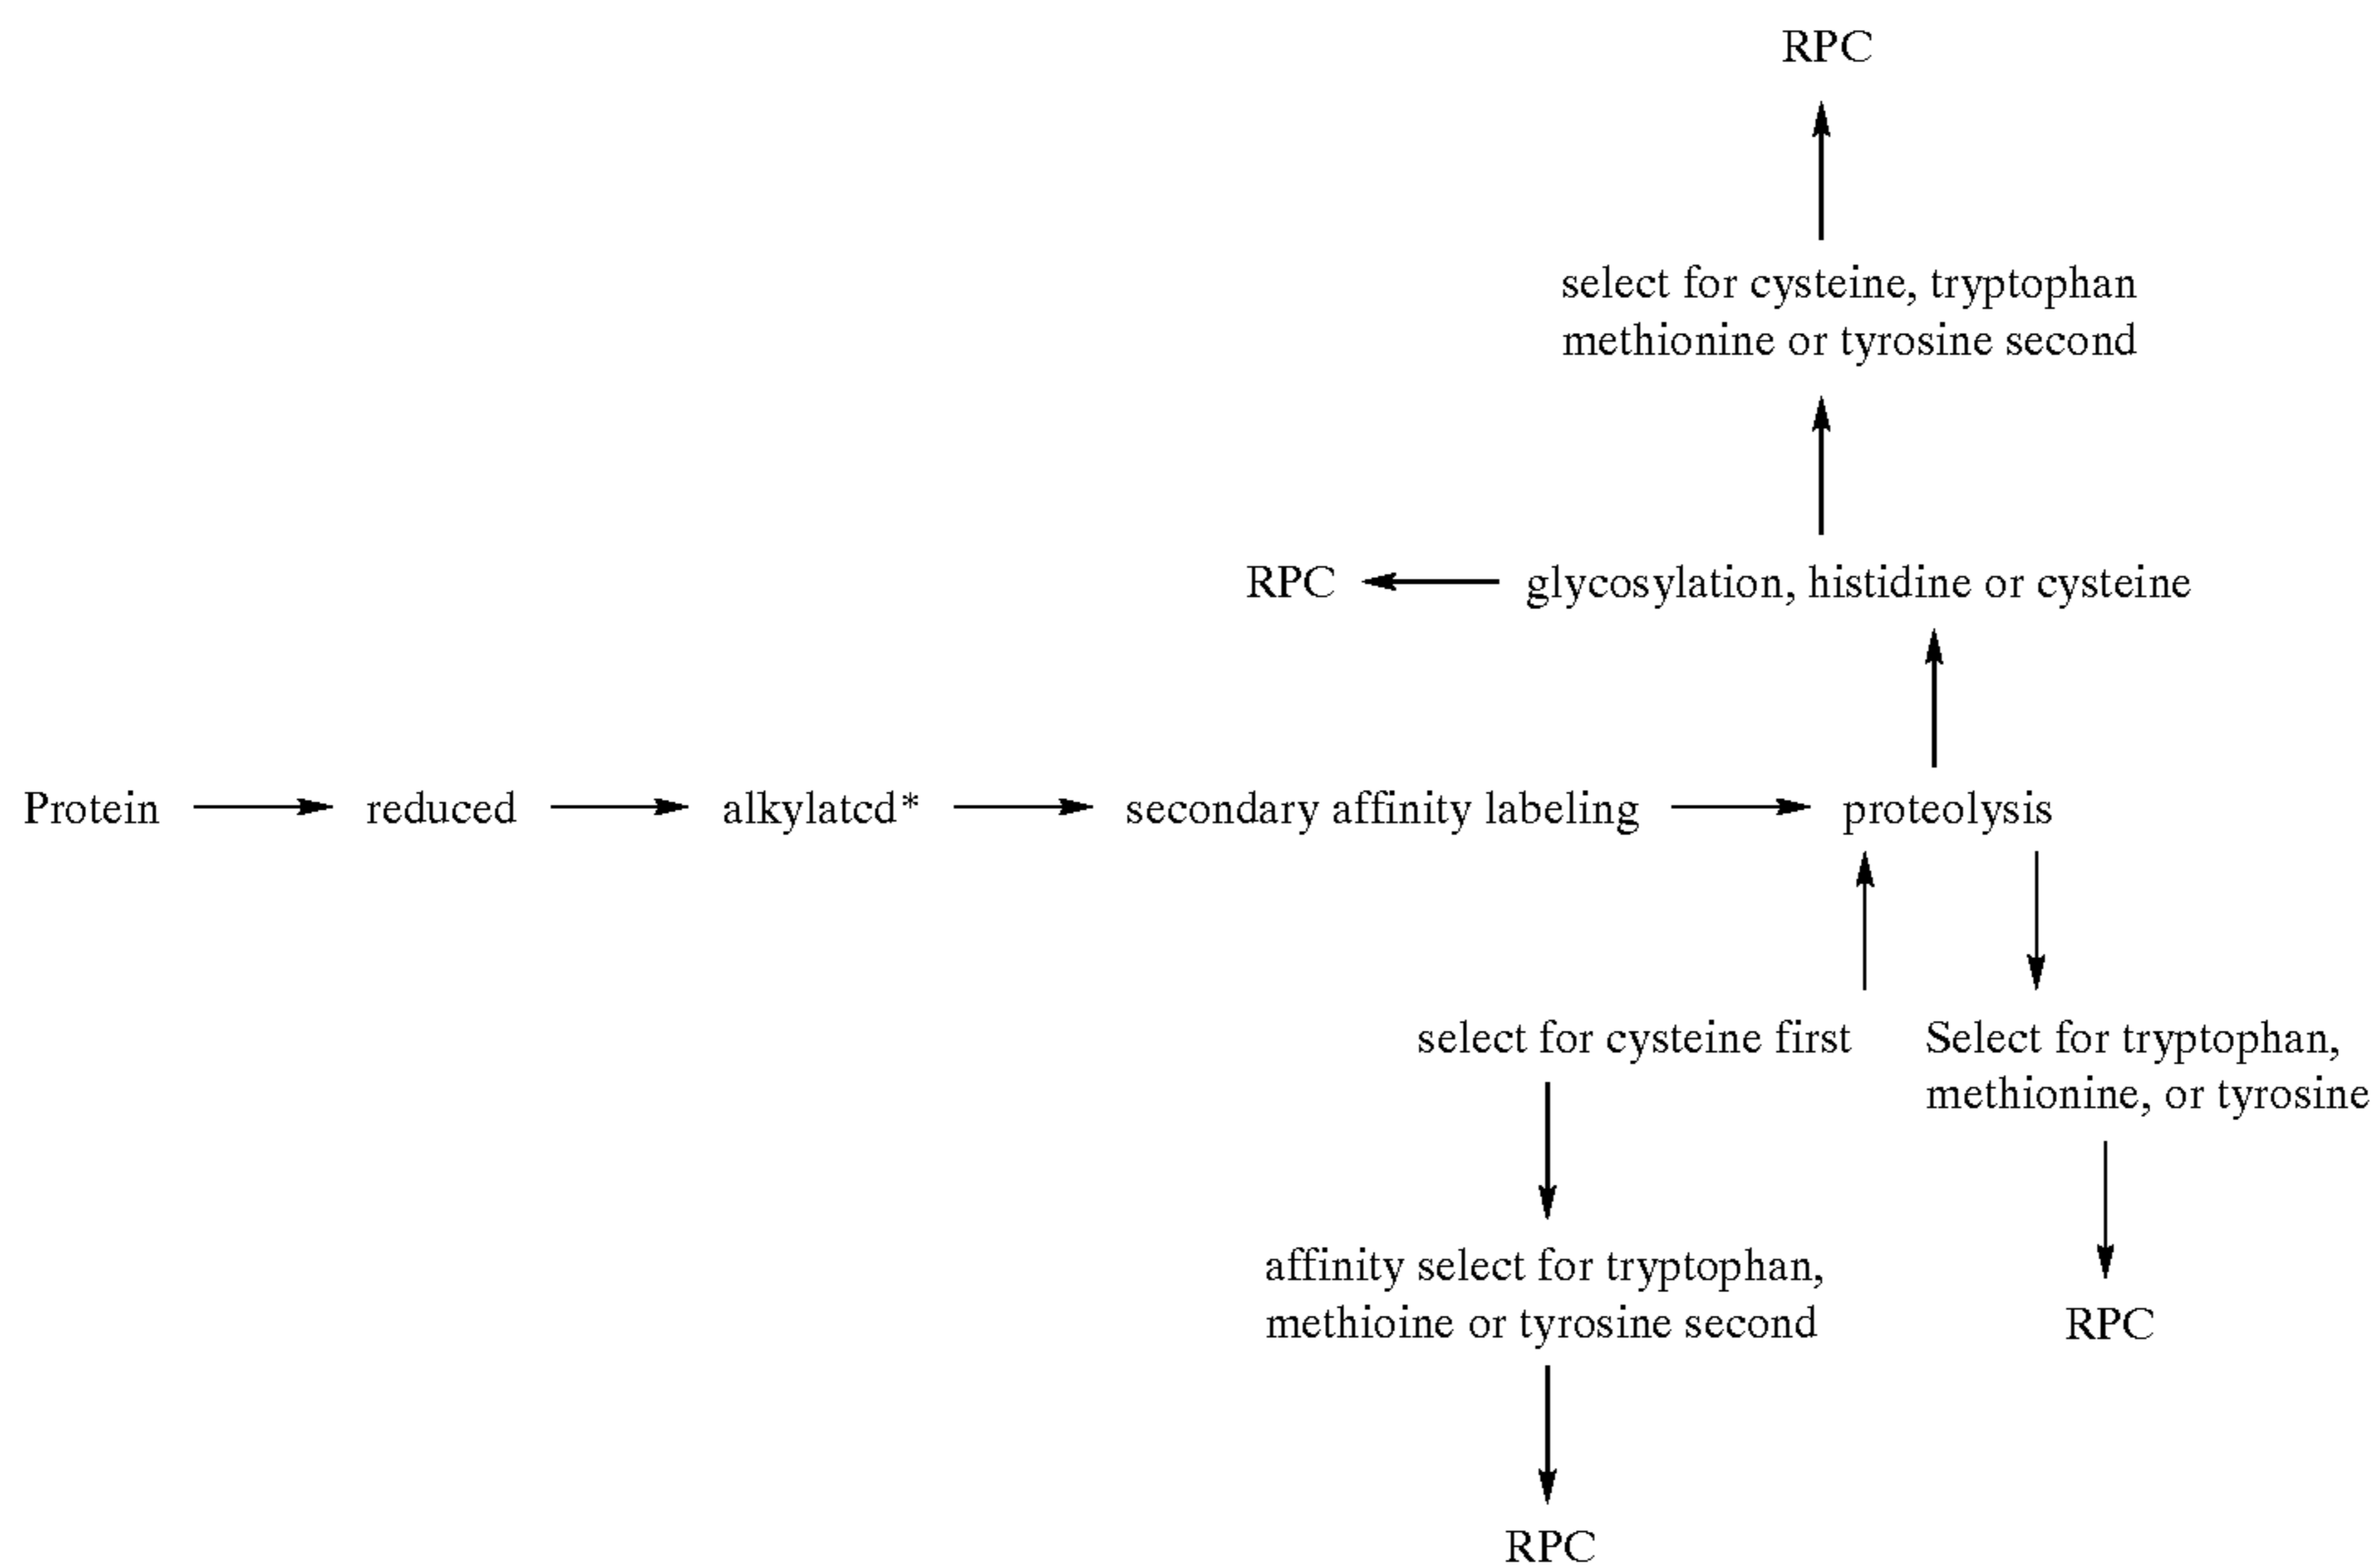 RPC
select for cysteine, tryptophan
methionine or tyrosine second
RPC
glycosylation, histidine or cysteine
Protein
reduced
alkylatcd*
secondary affinity labeling
proteolysis
select for cysteine first
Select for tryptophan,
methionine, or tyrosine
affinity select for tryptophan,
methioine or tyrosine second
RPC
RPC